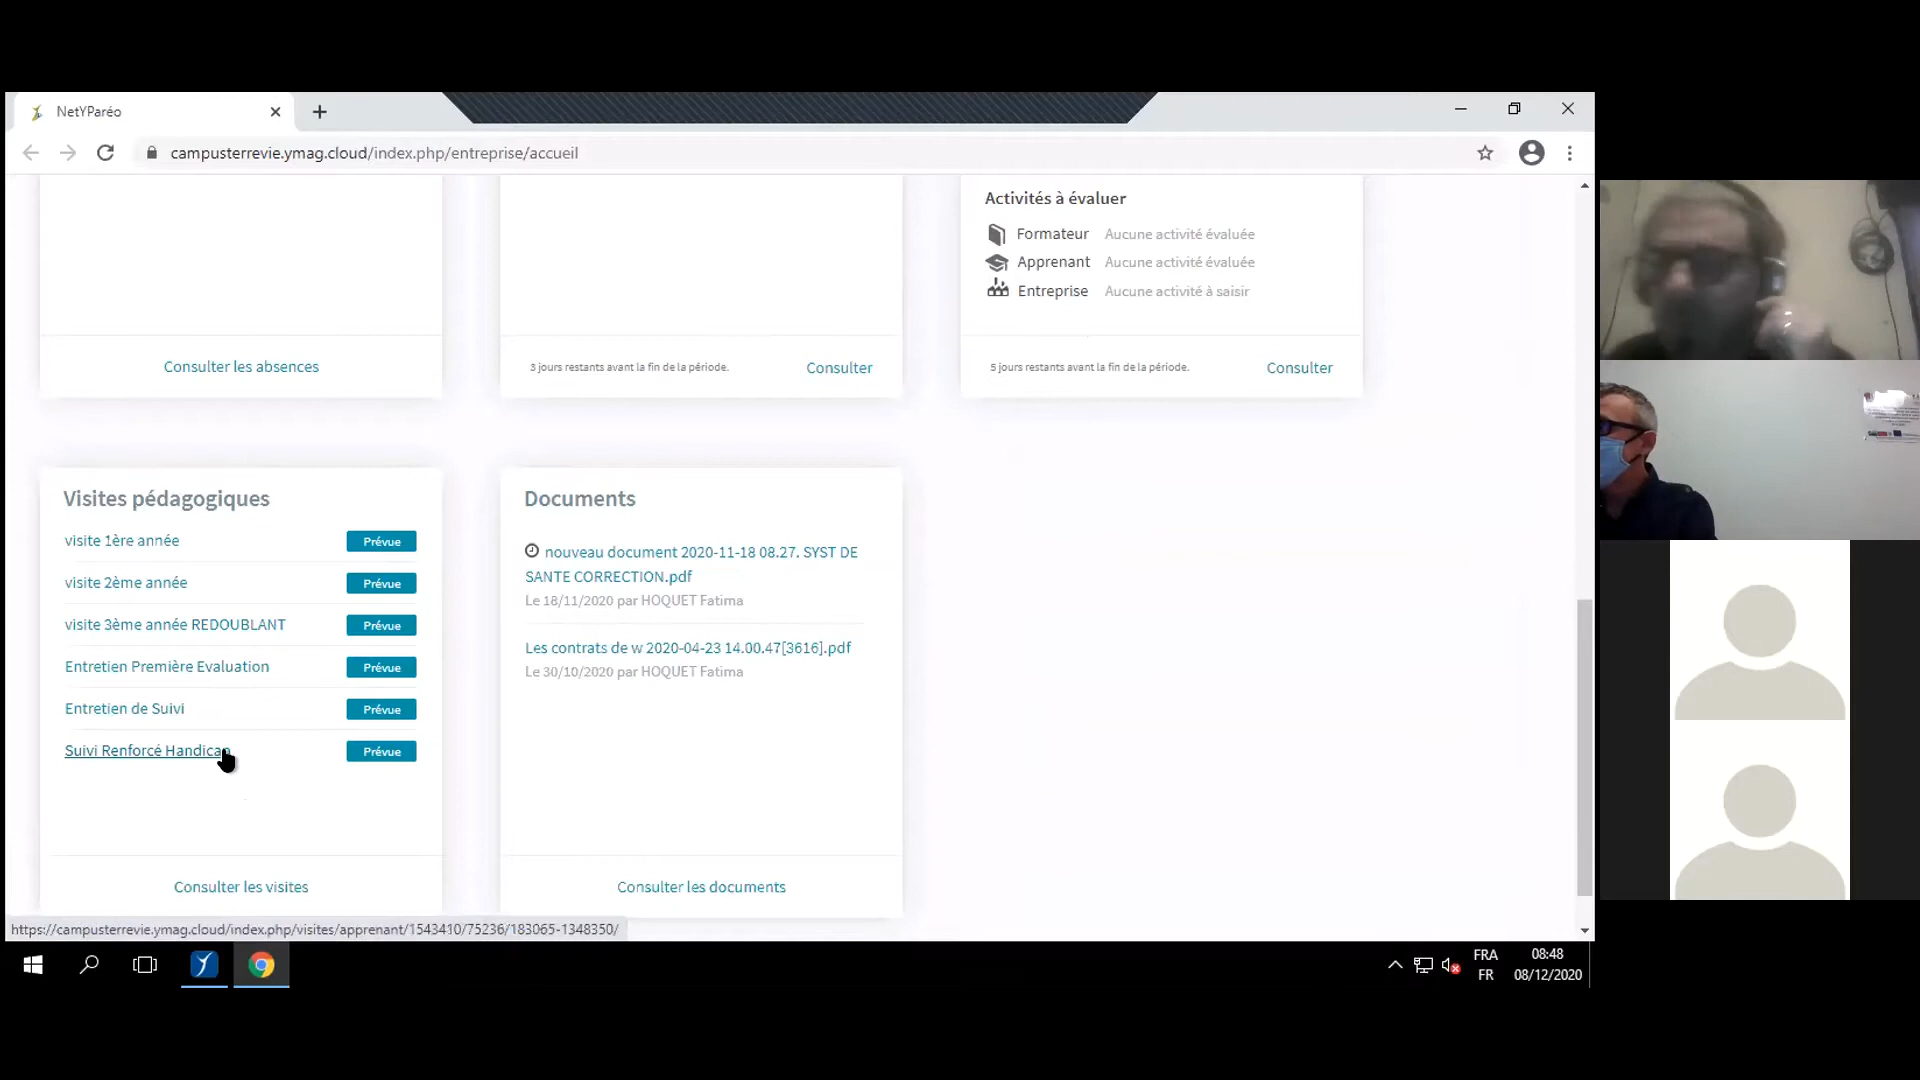 NetYParéo
campusterrevie.ymag.cloud/index.php/entreprise/accueil
Activités à évaluer
Formateur Aucune activité évaluée
Apprenant Aucune activité évaluée
Entreprise Aucune activité à saisir
Consulter les absences
3 jours restants avant la fin de la période. Consulter
5 jours restants avant la fin de la période. Consulter
Visites pédagogiques
visite 1ère année Prévue
visite 2ème année Prévue
visite 3ème année REDOUBLANT Prévue
Entretien Première Evaluation Prévue
Entretien de Suivi Prévue
Suivi Renforcé Handicap Prévue
Consulter les visites
Documents
nouveau document 2020-11-18 08.27. SYST DE
SANTE CORRECTION.pdf
Le 18/11/2020 par HOQUET Fatima
Les contrats de w 2020-04-23 14.00.47[3616].pdf
Le 30/10/2020 par HOQUET Fatima
Consulter les documents
https://campusterrevie.ymag.cloud/index.php/visites/apprenant/1543410/75236/183065-1348350/
FRA
FR
08:48
08/12/2020